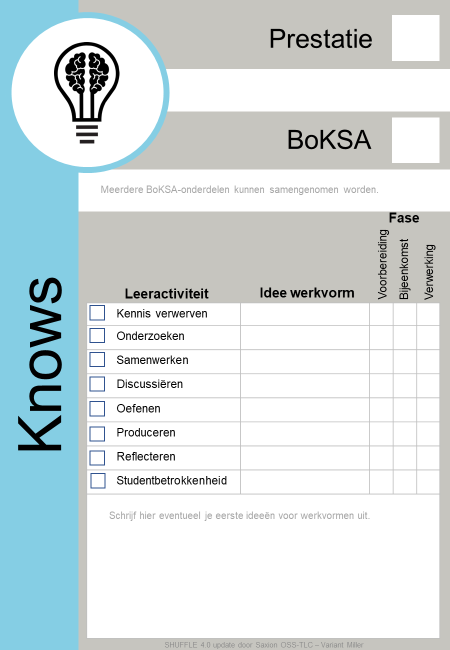 Prestatie
BoKSA
Meerdere BoKSA-onderdelen kunnen samengenomen worden.
Knows
Fase
Leeractiviteit
Idee werkvorm
Voorbereiding
Bijeenkomst
Verwerking
Kennis verwerven
Onderzoeken
Samenwerken
Discussiëren
Oefenen
Produceren
Reflecteren
Studentbetrokkenheid
Schrijf hier eventueel je eerste ideeën voor werkvormen uit.
SHUFFLE 4.0 update door Saxion OSS-TLC – Variant Miller